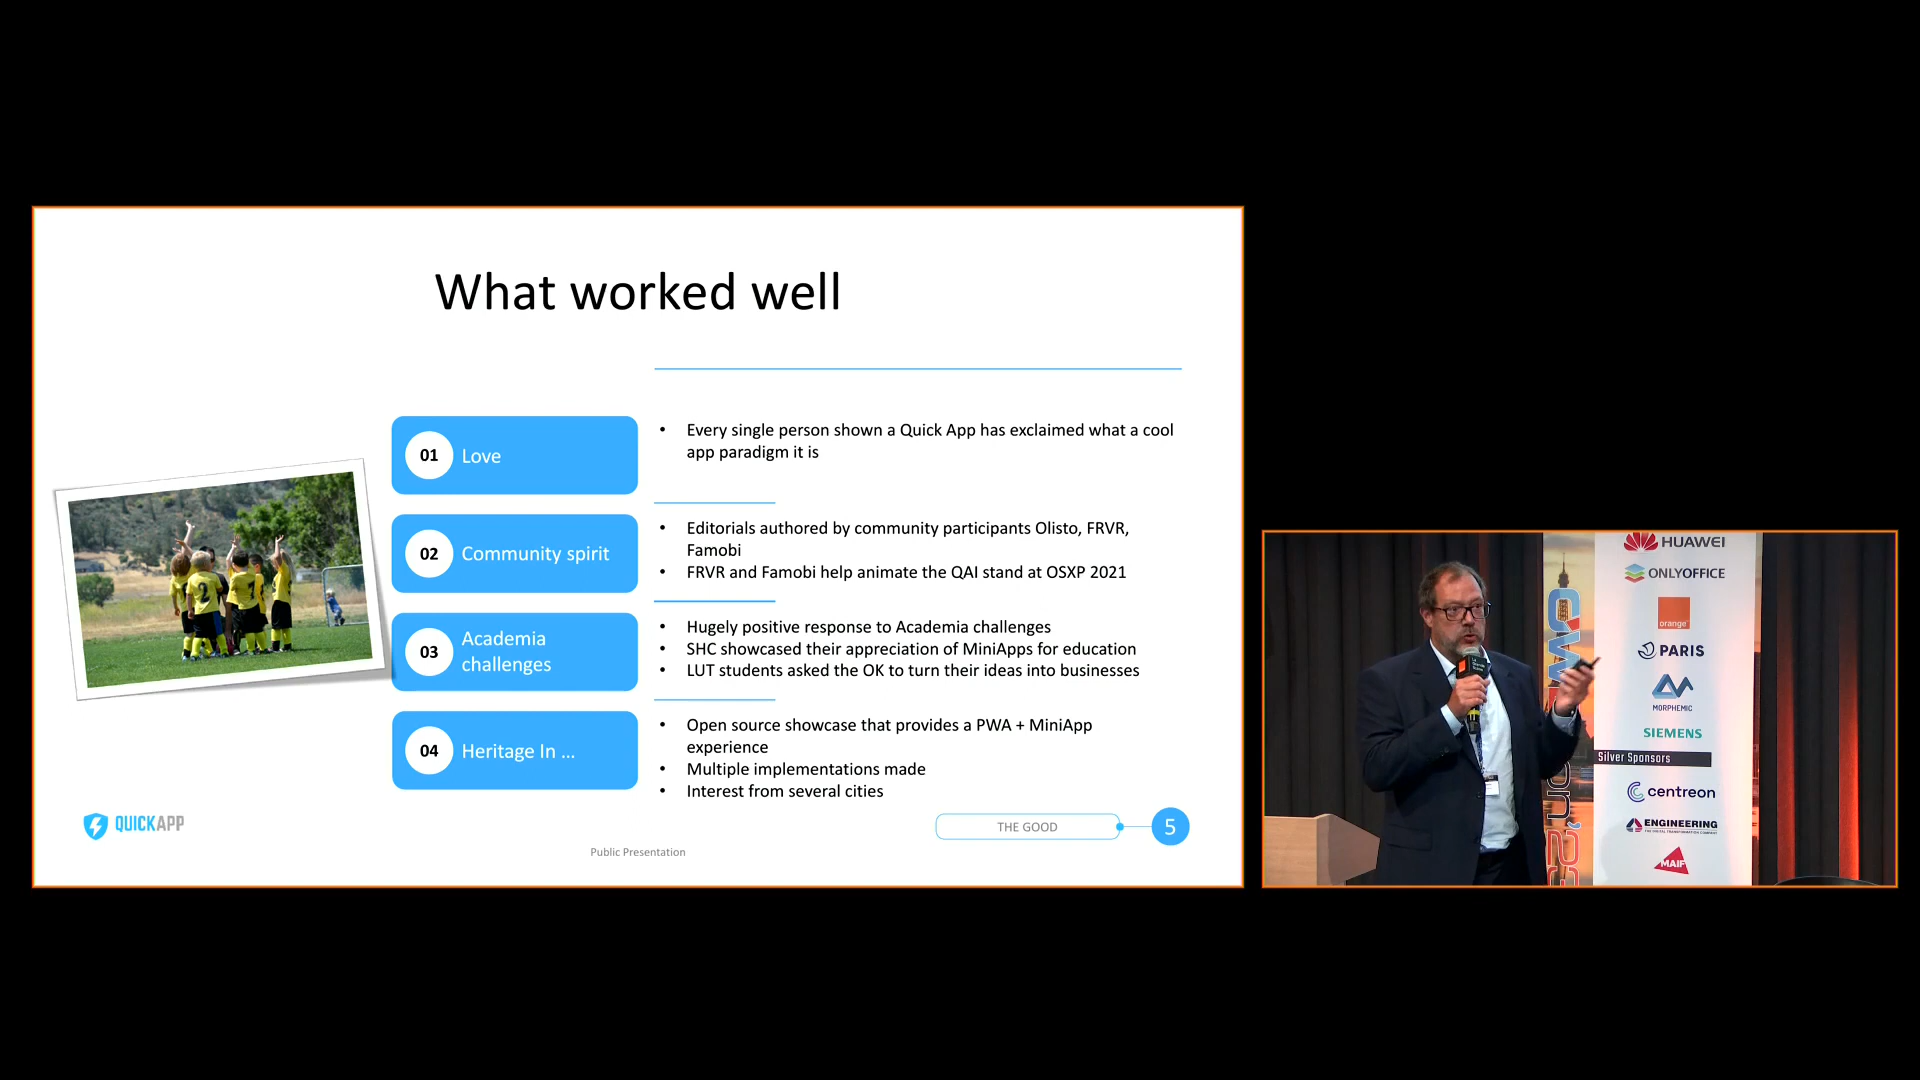 What worked well
01 Love
• Every single person shown a Quick App has exclaimed what a cool
app paradigm it is
02 Community spirit
• Editorials authored by community participants Olisto, FRVR,
Famobi
• FRVR and Famobi help animate the QAI stand at OSXP 2021
03 Academia
challenges
• Hugely positive response to Academia challenges
• SHC showcased their appreciation of MiniApps for education
• LUT students asked the OK to turn their ideas into businesses
04 Heritage In ...
• Open source showcase that provides a PWA + MiniApp
experience
• Multiple implementations made
• Interest from several cities
QUICKAPP
THE GOOD
5
Public Presentation
2
HUAWEI
ONLYOFFICE
orange
PARIS
MORPHEMIC
SIEMENS
Silver Sponsors
centreon
ENGINEERING
MAIF